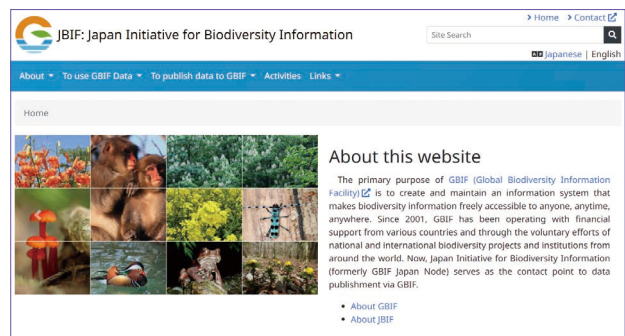 Home Contact
JBIF: Japan Initiative for Biodiversity Information
Site Search
Japanese | English
About To use GBIF Data To publish data to GBIF Activities Links
Home
About this website
The primary purpose of GBIF (Global Biodiversity Information
Facility) is to create and maintain an information system that
makes biodiversity information freely accessible to anyone, anytime,
anywhere. Since 2001, GBIF has been operating with financial
support from various countries and through the voluntary efforts of
national and international biodiversity projects and institutions from
around the world. Now, Japan Initiative for Biodiversity Information
(formerly GBIF Japan Node) serves as the contact point to data
publishment via GBIF.
• About GBIF
• About JBIF